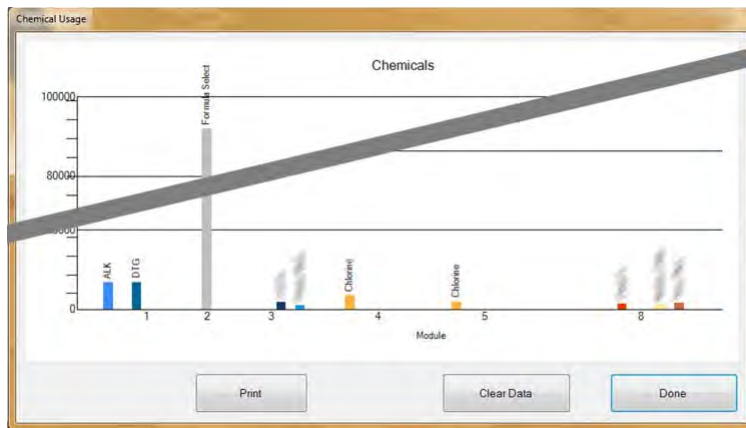 Chemical Usage
Chemicals
Formula Select
100000
80000
ALK
DTG
Chlorine
Chlorine
0
1
2
3
4
5
8
Module
Print
Clear Data
Done